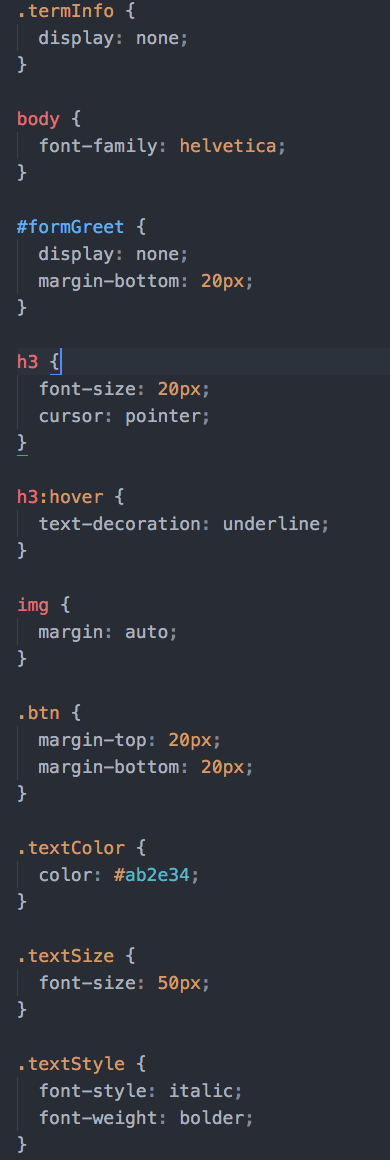 .termInfo {
  display: none;
}

body {
  font-family: helvetica;
}

#formGreet {
  display: none;
  margin-bottom: 20px;
}

h3 {
  font-size: 20px;
  cursor: pointer;
}

h3:hover {
  text-decoration: underline;
}

img {
  margin: auto;
}

.btn {
  margin-top: 20px;
  margin-bottom: 20px;
}

.textColor {
  color: #ab2e34;
}

.textSize {
  font-size: 50px;
}

.textStyle {
  font-style: italic;
  font-weight: bolder;
}